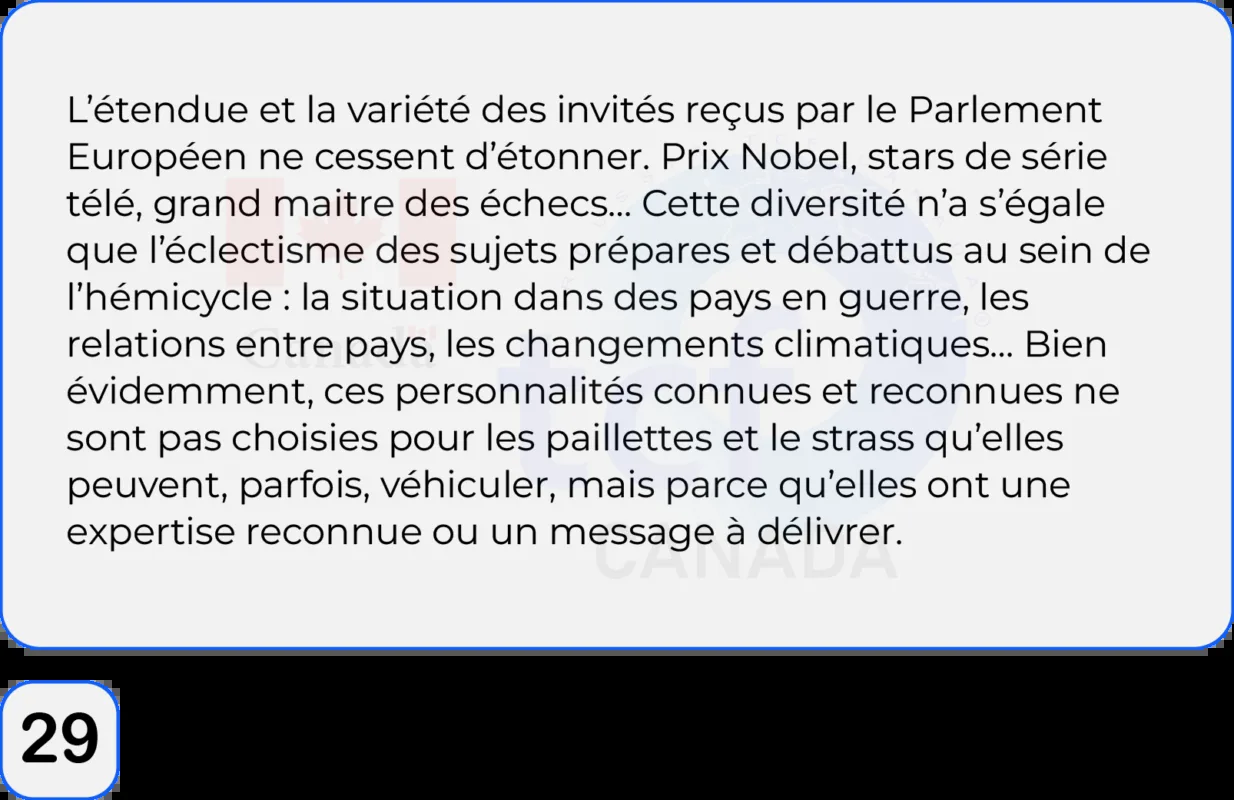 L’étendue et la variété des invités reçus par le Parlement
Européen ne cessent d’étonner. Prix Nobel, stars de série
télé, grand maitre des échecs... Cette diversité n’a s’égale
que l’éclectisme des sujets prépares et débattus au sein de
l’hémicycle : la situation dans des pays en guerre, les
relations entre pays, les changements climatiques... Bien
évidemment, ces personnalités connues et reconnues ne
sont pas choisies pour les paillettes et le strass qu’elles
peuvent, parfois, véhiculer, mais parce qu’elles ont une
expertise reconnue ou un message à délivrer.
Canada
tcf
CANADA
29